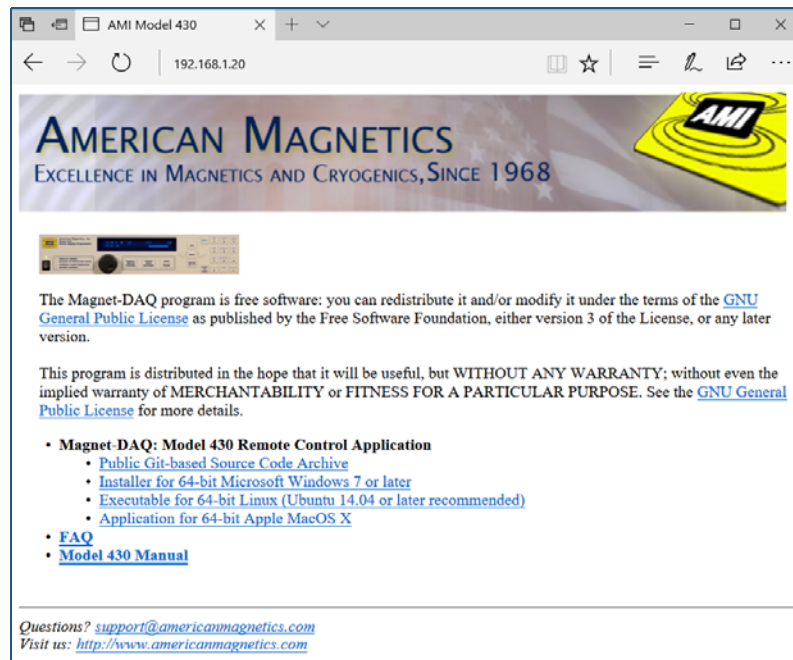 AMI Model 430
192.168.1.20
AMERICAN MAGNETICS
EXCELLENCE IN MAGNETICS AND CRYOGENICS, SINCE 1968
AMI
The Magnet-DAQ program is free software: you can redistribute it and/or modify it under the terms of the GNU
General Public License as published by the Free Software Foundation, either version 3 of the License, or any later
version.
This program is distributed in the hope that it will be useful, but WITHOUT ANY WARRANTY; without even the
implied warranty of MERCHANTABILITY or FITNESS FOR A PARTICULAR PURPOSE. See the GNU General
Public License for more details.
• Magnet-DAQ: Model 430 Remote Control Application
• Public Git-based Source Code Archive
• Installer for 64-bit Microsoft Windows 7 or later
• Executable for 64-bit Linux (Ubuntu 14.04 or later recommended)
• Application for 64-bit Apple MacOS X
• FAQ
• Model 430 Manual
Questions? support@americanmagnetics.com
Visit us: http://www.americanmagnetics.com